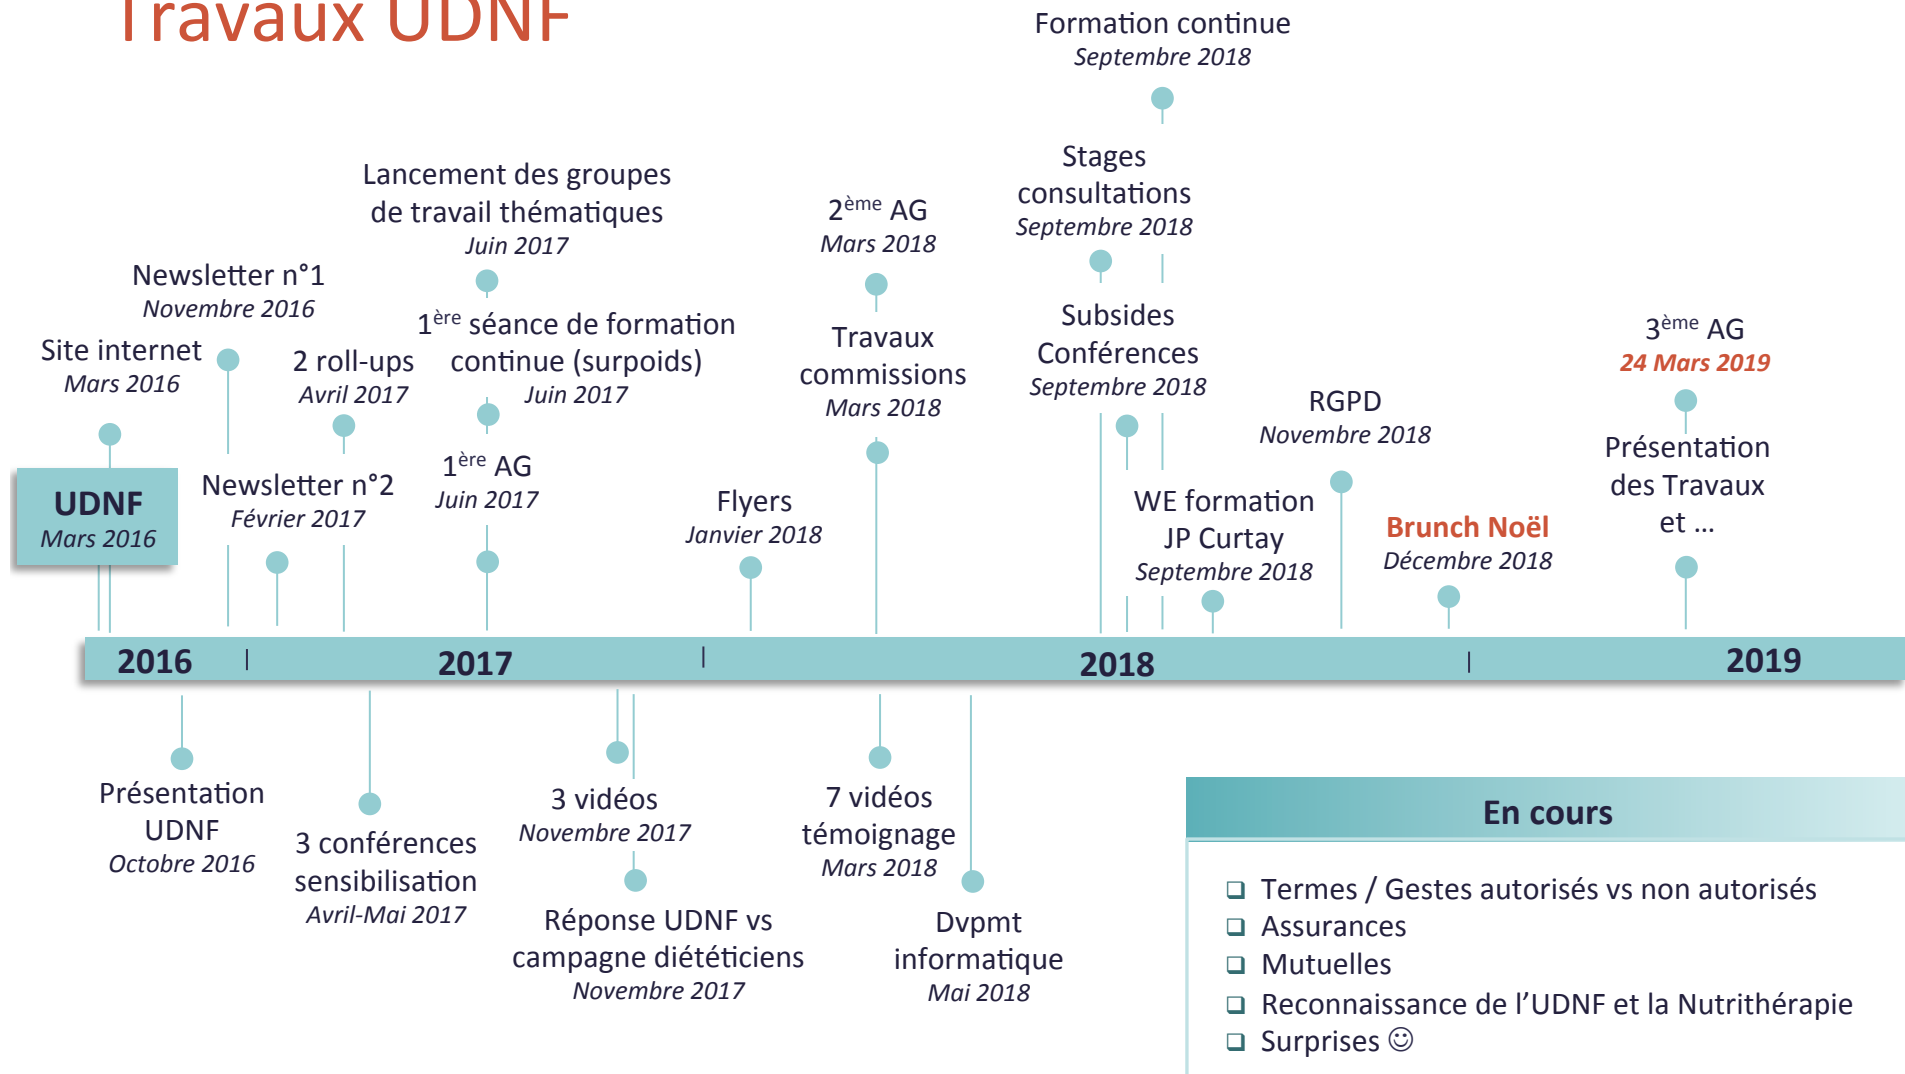 Travaux UDNF
Formation continue
Septembre 2018
Stages
consultations
Septembre 2018
Lancement des groupes
de travail thématiques
Juin 2017
2ème AG
Mars 2018
Newsletter n°1
Novembre 2016
1ère séance de formation
continue (surpoids)
Juin 2017
Subsides
Conférences
Septembre 2018
Travaux
commissions
Mars 2018
3ème AG
24 Mars 2019
Site internet
Mars 2016
2 roll-ups
Avril 2017
RGPD
Novembre 2018
Présentation
des Travaux
et ...
1ère AG
Juin 2017
UDNF
Mars 2016
Newsletter n°2
Février 2017
Flyers
Janvier 2018
WE formation
JP Curtay
Septembre 2018
Brunch Noël
Décembre 2018
2016
2017
2018
2019
Présentation
UDNF
Octobre 2016
3 conférences
sensibilisation
Avril-Mai 2017
3 vidéos
Novembre 2017
Réponse UDNF vs
campagne diététiciens
Novembre 2017
7 vidéos
témoignage
Mars 2018
Dvpmt
informatique
Mai 2018
En cours
❑ Termes / Gestes autorisés vs non autorisés
❑ Assurances
❑ Mutuelles
❑ Reconnaissance de l'UDNF et la Nutrithérapie
❑ Surprises ☺